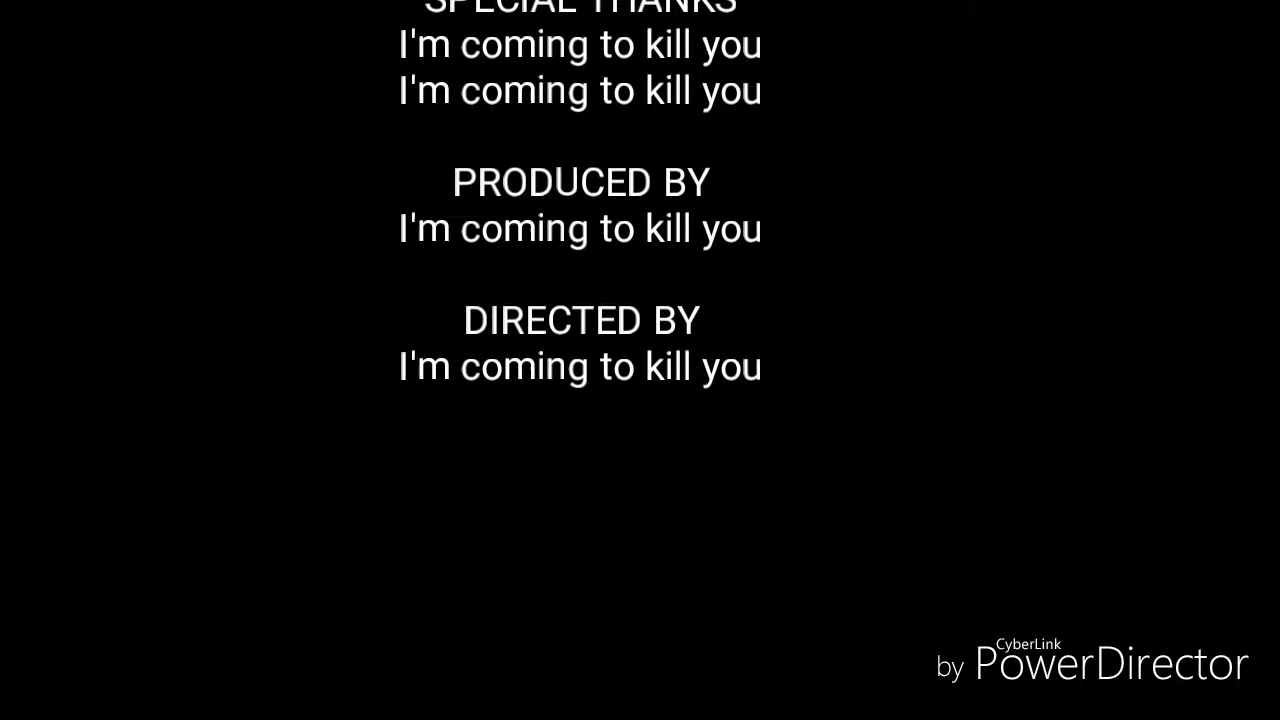 SPECIAL THANKS
I'm coming to kill you
I'm coming to kill you
PRODUCED BY
I'm coming to kill you
DIRECTED BY
I'm coming to kill you
by CyberLink PowerDirector